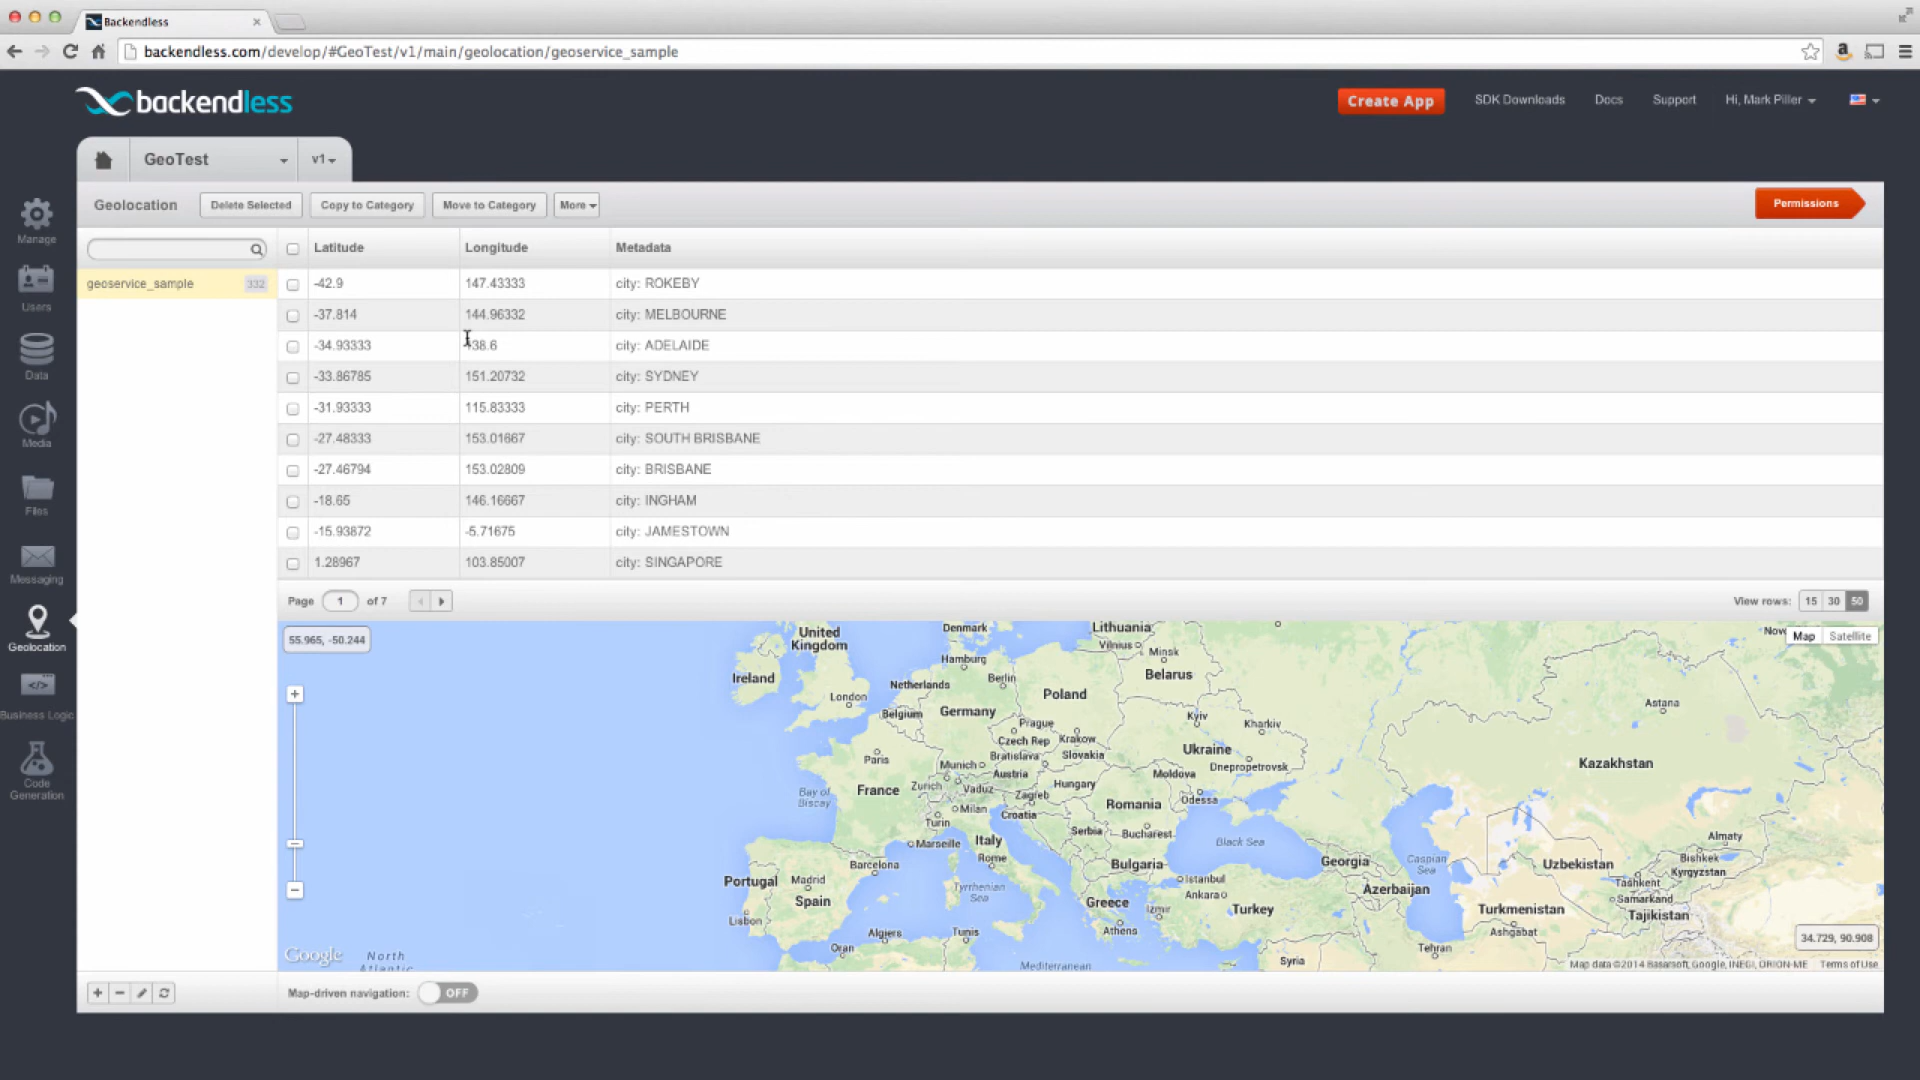 Backendless
backendless.com/develop/#GeoTest/v1/main/geolocation/geoservice_sample
backendless
Create App
SDK Downloads
Docs
Support
Hi, Mark Piller
GeoTest
v1
Geolocation
Delete Selected
Copy to Category
Move to Category
More
Permissions
Manage
Users
Data
Media
Files
Messaging
Geolocation
Business Logic
Code
Generation
geoservice_sample 332
Latitude Longitude Metadata
-42.9 147.43333 city: ROKEBY
-37.814 144.96332 city: MELBOURNE
-34.93333 138.6 city: ADELAIDE
-33.86785 151.20732 city: SYDNEY
-31.93333 115.83333 city: PERTH
-27.48333 153.01667 city: SOUTH BRISBANE
-27.46794 153.02809 city: BRISBANE
-18.65 146.16667 city: INGHAM
-15.93872 -5.71675 city: JAMESTOWN
1.28967 103.85007 city: SINGAPORE
Page 1 of 7
View rows: 15 30 50
55.965, -50.244
Map Satellite
United
Kingdom
Ireland
London
Denmark
Hamburg
Netherlands
Berlin
Belgium
Germany
Lithuania
Vilnius
Minsk
Belarus
Poland
Prague
Czech Rep
Krakow
Bratislava
Slovakia
Kyiv
Kharkiv
Ukraine
Dnepropetrovsk
Paris
Munich
Austria
Hungary
Moldova
Bay of
Biscay
France
Zurich
Vaduz
Zagreb
Romania
Odessa
Milan
Croatia
Turin
Serbia
Bucharest
Marseille
Italy
Rome
Black Sea
Barcelona
Bulgaria
Georgia
Caspian
Sea
Portugal
Madrid
Spain
Tyrrhenian
Sea
Istanbul
Ankara
Azerbaijan
Greece
Izmir
Turkey
Lisbon
Athens
Algiers
Tunis
Oran
Mediterranean
Syria
Tehran
Astana
Kazakhstan
Almaty
Bishkek
Uzbekistan
Kyrgyzstan
Tashkent
Samarkand
Turkmenistan
Tajikistan
Ashgabat
34.729, 90.908
Google
North
Atlantic
Map data ©2014 Basarsoft, Google, INEGI, ORION-ME
Terms of Use
Map-driven navigation: OFF